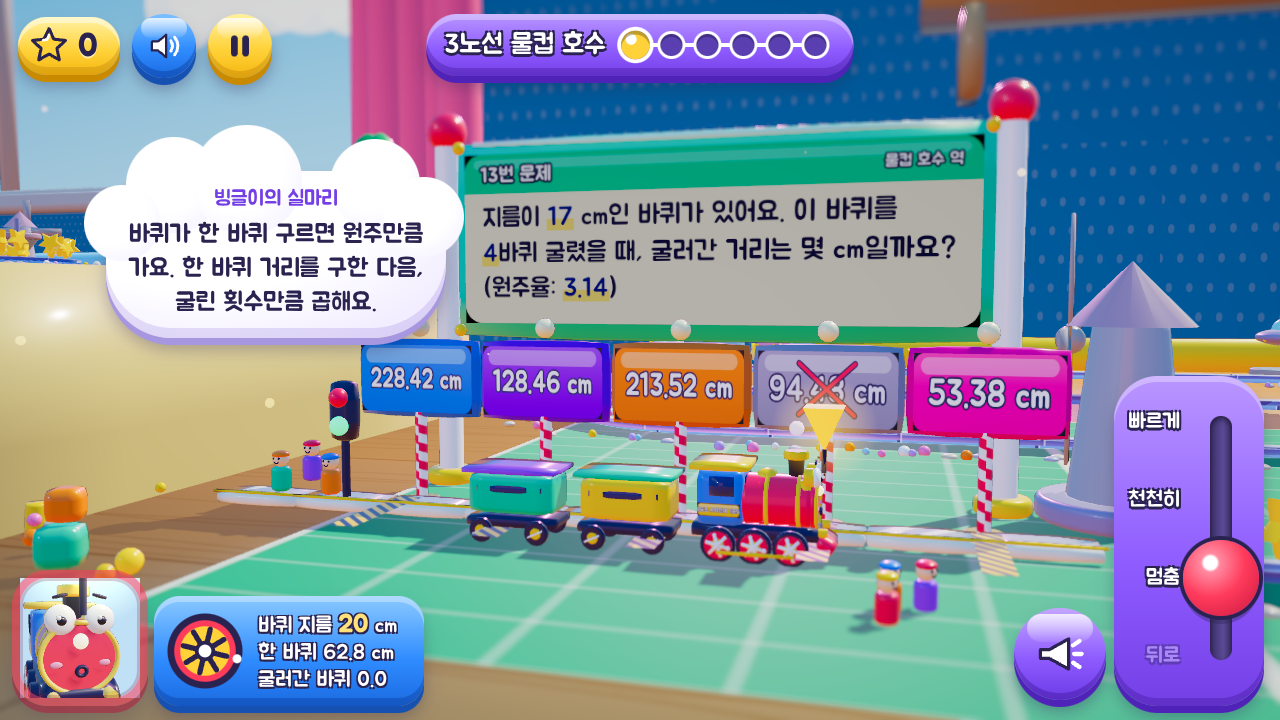 0
3노선 물컵 호수
빙글이의 실마리
바퀴가 한 바퀴 구르면 원주만큼
가요. 한 바퀴 거리를 구한 다음,
굴린 횟수만큼 곱해요.
13번 문제
물컵 호수 역
지름이 17 cm인 바퀴가 있어요. 이 바퀴를
4바퀴 굴렸을 때, 굴러간 거리는 몇 cm일까요?
(원주율: 3.14)
228.42 cm
128.46 cm
213.52 cm
cm
53.38 cm
빠르게
천천히
멈춤
뒤로
바퀴 지름 20 cm
한 바퀴 62.8 cm
굴러간 바퀴 0.0